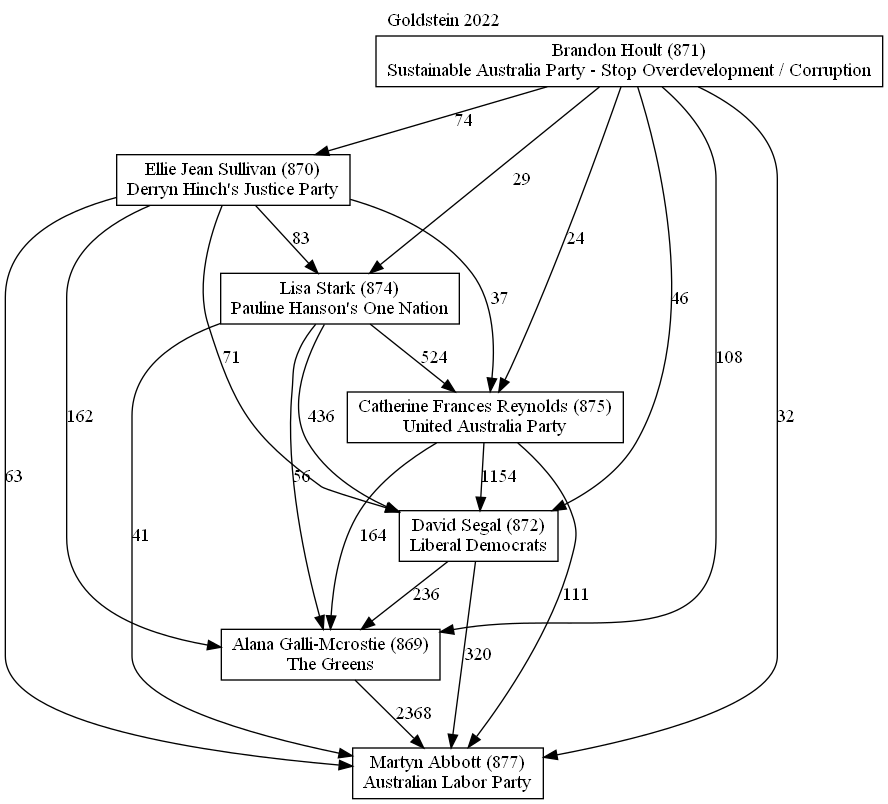 Goldstein 2022
Brandon Hoult (871)
Sustainable Australia Party - Stop Overdevelopment / Corruption
74
Ellie Jean Sullivan (870)
Derryn Hinch's Justice Party
29
83
24
Lisa Stark (874)
Pauline Hanson's One Nation
37
46
71
524
108
162
436
32
Catherine Frances Reynolds (875)
United Australia Party
63
56
1154
41
164
David Segal (872)
Liberal Democrats
236
111
Alana Galli-Mcrostie (869)
The Greens
320
2368
Martyn Abbott (877)
Australian Labor Party